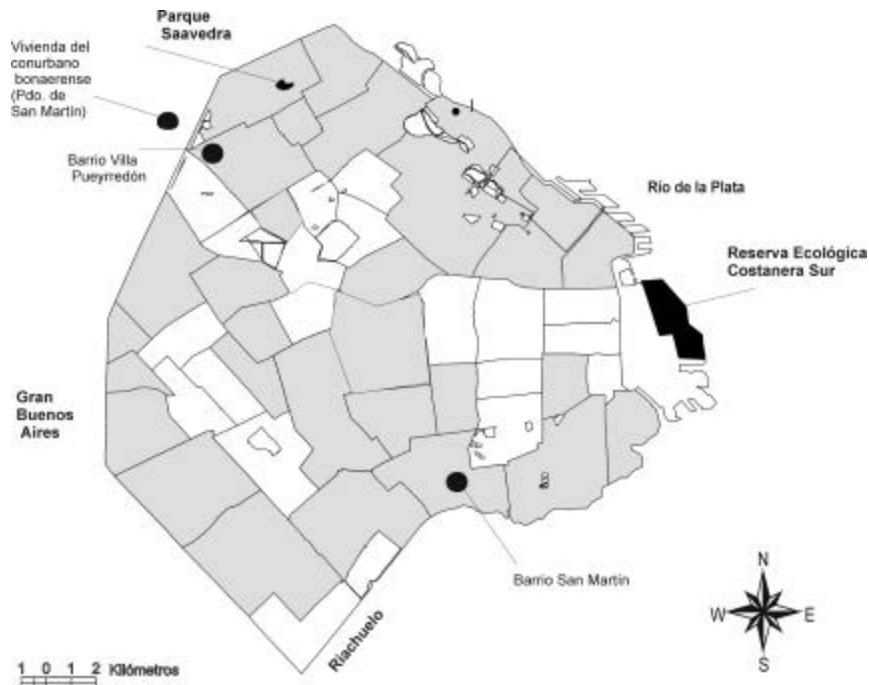 Parque
Saavedra
Vivienda del
conurbano
bonaerense
(Pdo. de
San Martín)
Barrio Villa
Pueyrredón
Río de la Plata
Reserva Ecológica
Costanera Sur
Gran
Buenos
Aires
Barrio San Martín
Riachuelo
N
W E
S
1 0 1 2 Kilómetros